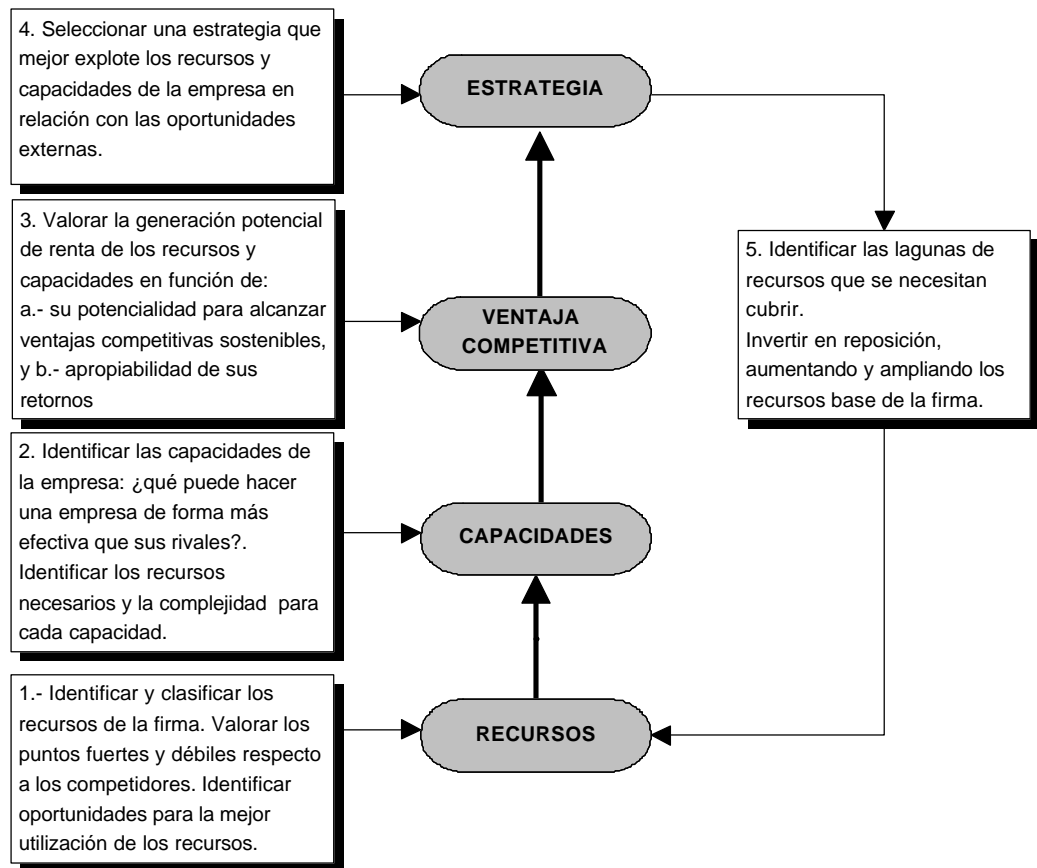 4. Seleccionar una estrategia que
mejor explote los recursos y
capacidades de la empresa en
relación con las oportunidades
externas.
ESTRATEGIA
3. Valorar la generación potencial
de renta de los recursos y
capacidades en función de:
a.- su potencialidad para alcanzar
ventajas competitivas sostenibles,
y b.- apropiabilidad de sus
retornos
VENTAJA
COMPETITIVA
5. Identificar las lagunas de
recursos que se necesitan
cubrir.
Invertir en reposición,
aumentando y ampliando los
recursos base de la firma.
2. Identificar las capacidades de
la empresa: ¿qué puede hacer
una empresa de forma más
efectiva que sus rivales?.
Identificar los recursos
necesarios y la complejidad para
cada capacidad.
CAPACIDADES
1.- Identificar y clasificar los
recursos de la firma. Valorar los
puntos fuertes y débiles respecto
a los competidores. Identificar
oportunidades para la mejor
utilización de los recursos.
RECURSOS